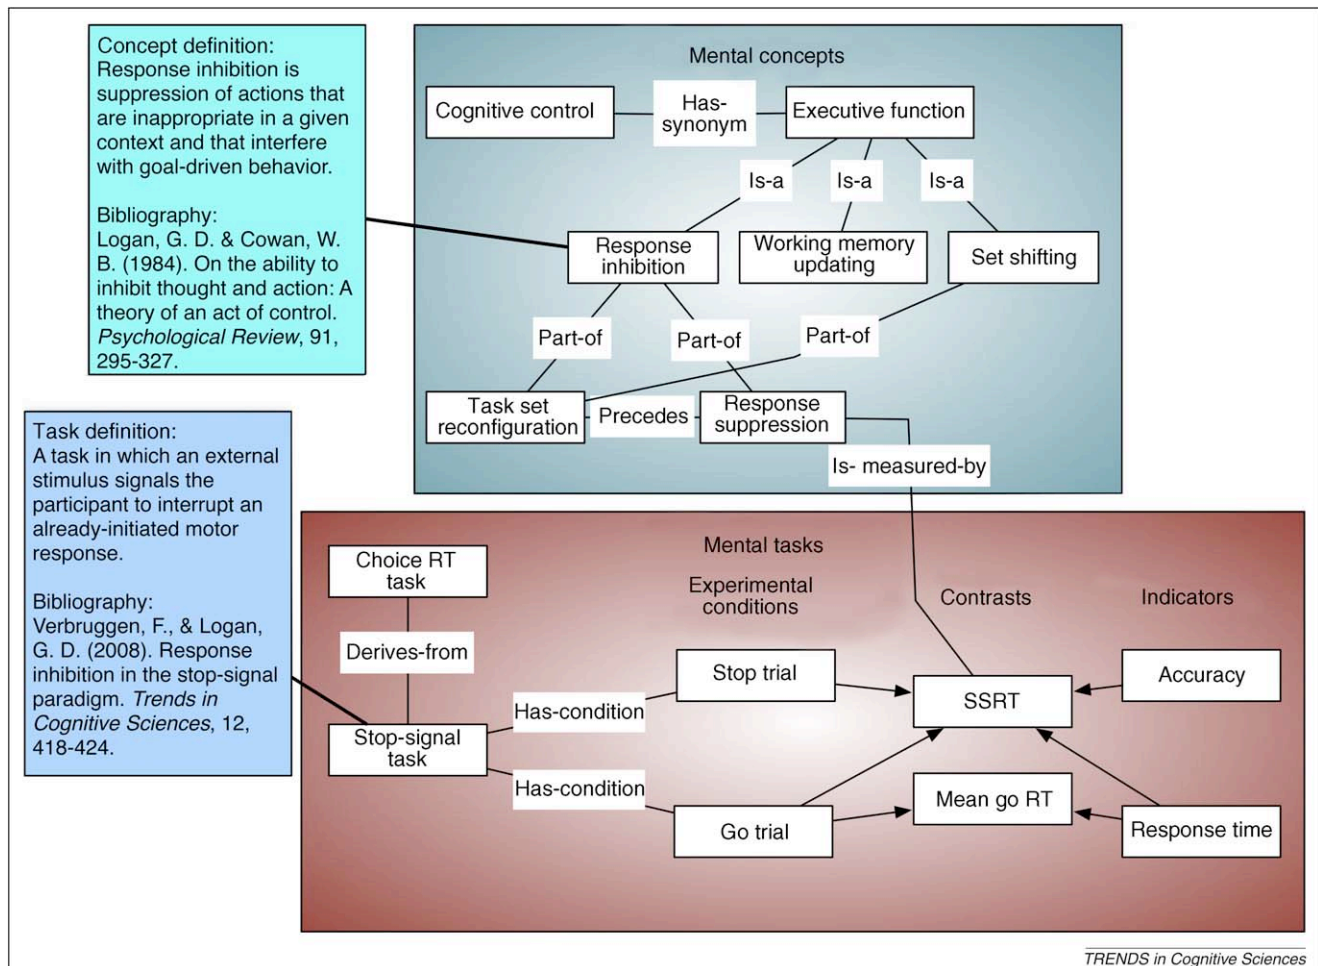 Concept definition:
Response inhibition is
suppression of actions that
are inappropriate in a given
context and that interfere
with goal-driven behavior.
Bibliography:
Logan, G. D. & Cowan, W.
B. (1984). On the ability to
inhibit thought and action: A
theory of an act of control.
Psychological Review, 91,
295-327.
Task definition:
A task in which an external
stimulus signals the
participant to interrupt an
already-initiated motor
response.
Bibliography:
Verbruggen, F., & Logan,
G. D. (2008). Response
inhibition in the stop-signal
paradigm. Trends in
Cognitive Sciences, 12,
418-424.
Mental concepts
Cognitive control
Has-
synonym
Executive function
Is-a
Is-a
Is-a
Response
inhibition
Working memory
updating
Set shifting
Part-of
Part-of
Part-of
Task set
reconfiguration
Precedes
Response
suppression
Is- measured-by
Mental tasks
Experimental
conditions
Contrasts
Indicators
Choice RT
task
Derives-from
Stop-signal
task
Has-condition
Has-condition
Stop trial
Go trial
SSRT
Mean go RT
Accuracy
Response time
TRENDS in Cognitive Sciences